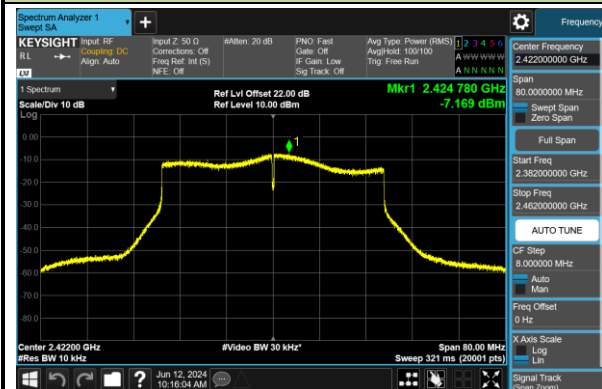 Spectrum Analyzer 1
Swept SA
+
Frequency
KEYSIGHT
RL
LXI
Input: RF
Coupling: DC
Align: Auto
Input Z: 50 Ω
Corrections: Off
Freq Ref: Int (S)
NFE: Off
#Atten: 20 dB
PNO: Fast
Gate: Off
IF Gain: Low
Sig Track: Off
Avg Type: Power (RMS)
Avg|Hold: 100/100
Trig: Free Run
1 2 3 4 5 6
A W W W W W
A N N N N N
1 Spectrum
Scale/Div 10 dB
Log
Ref Lvl Offset 22.00 dB
Ref Level 10.00 dBm
Mkr1 2.424 780 GHz
-7.169 dBm
0.00
-10.0
-20.0
-30.0
-40.0
-50.0
-60.0
-70.0
-80.0
1
Center 2.42200 GHz
#Res BW 10 kHz
#Video BW 30 kHz*
Span 80.00 MHz
Sweep 321 ms (20001 pts)
Center Frequency
2.422000000 GHz
Span
80.0000000 MHz
Swept Span
Zero Span
Full Span
Start Freq
2.382000000 GHz
Stop Freq
2.462000000 GHz
AUTO TUNE
CF Step
8.000000 MHz
Auto
Man
Freq Offset
0 Hz
X Axis Scale
Log
Lin
Signal Track
(Span Zoom)
?
Jun 12, 2024
10:16:04 AM